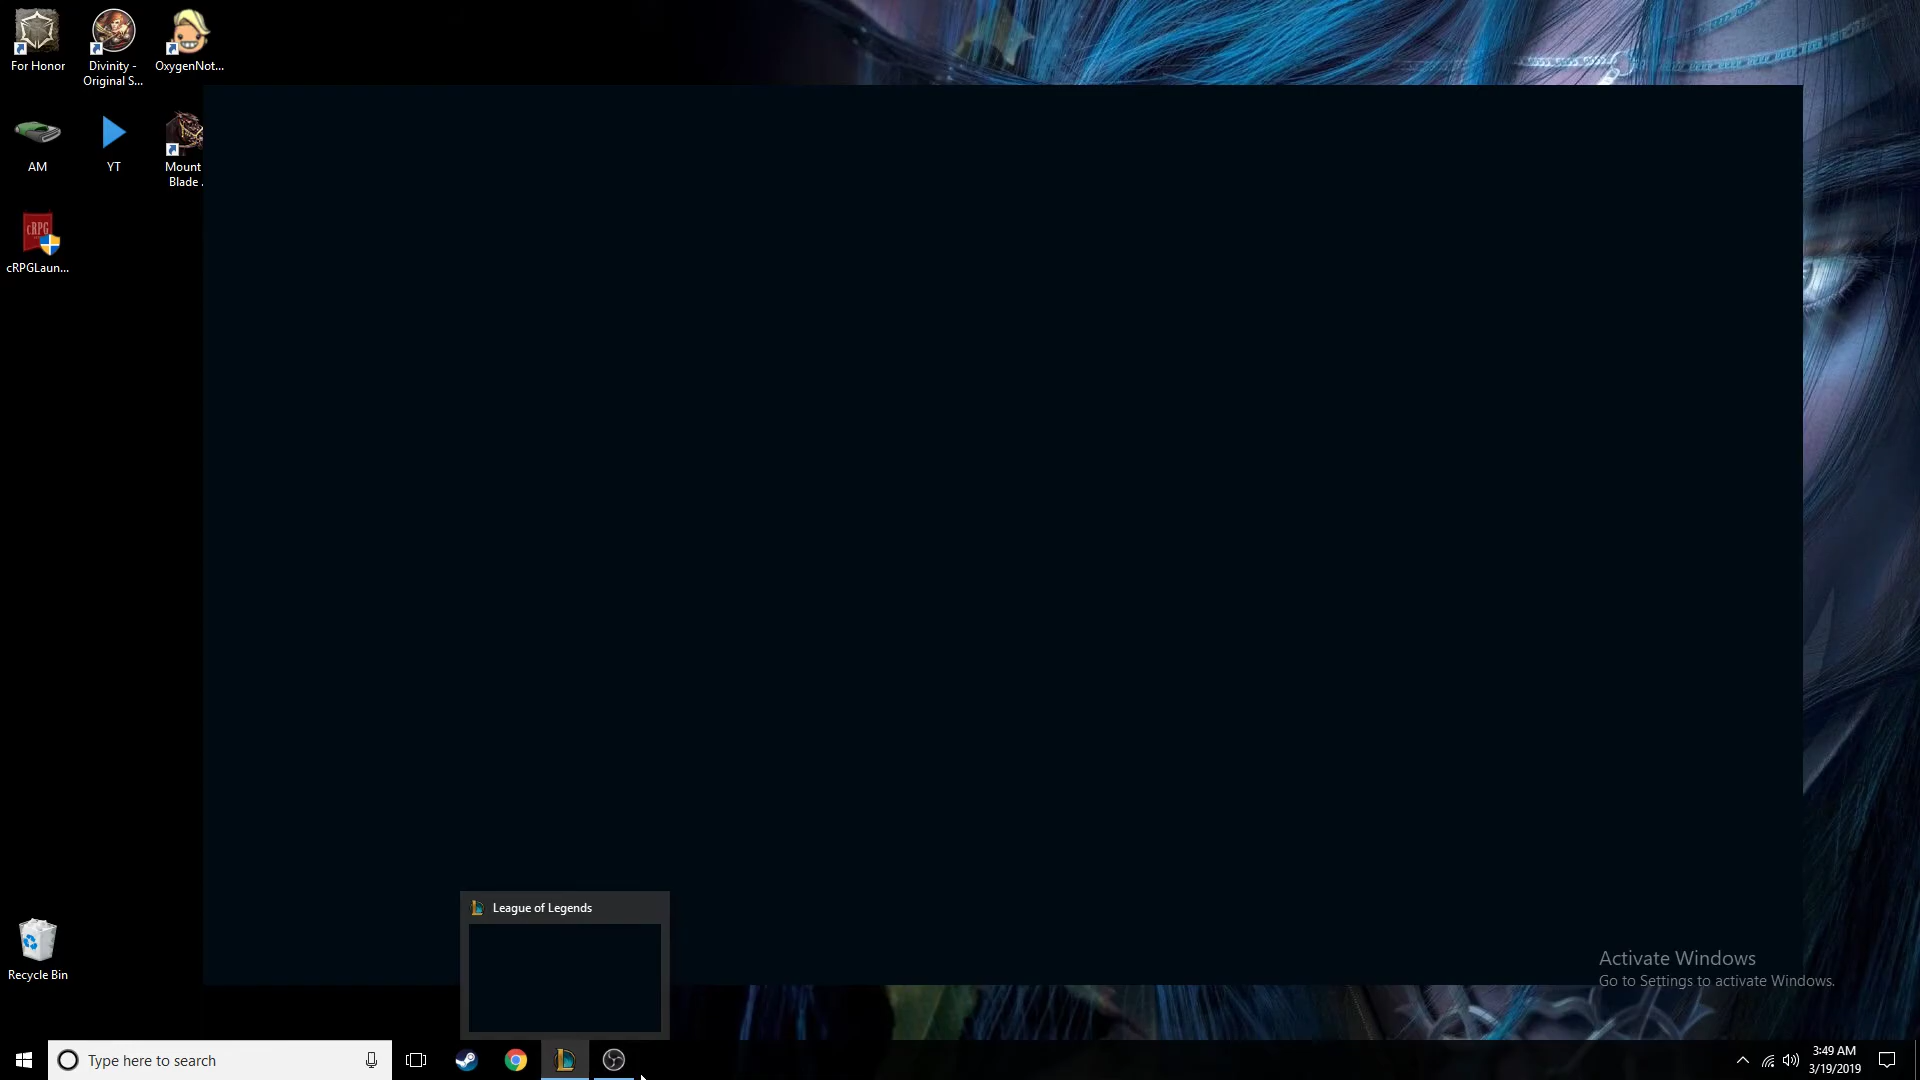 For Honor
Divinity -
Original S...
OxygenNot...
AM
YT
Mount
Blade .
cRPG
cRPGLaun...
Recycle Bin
League of Legends
Activate Windows
Go to Settings to activate Windows.
Type here to search
3:49 AM
3/19/2019